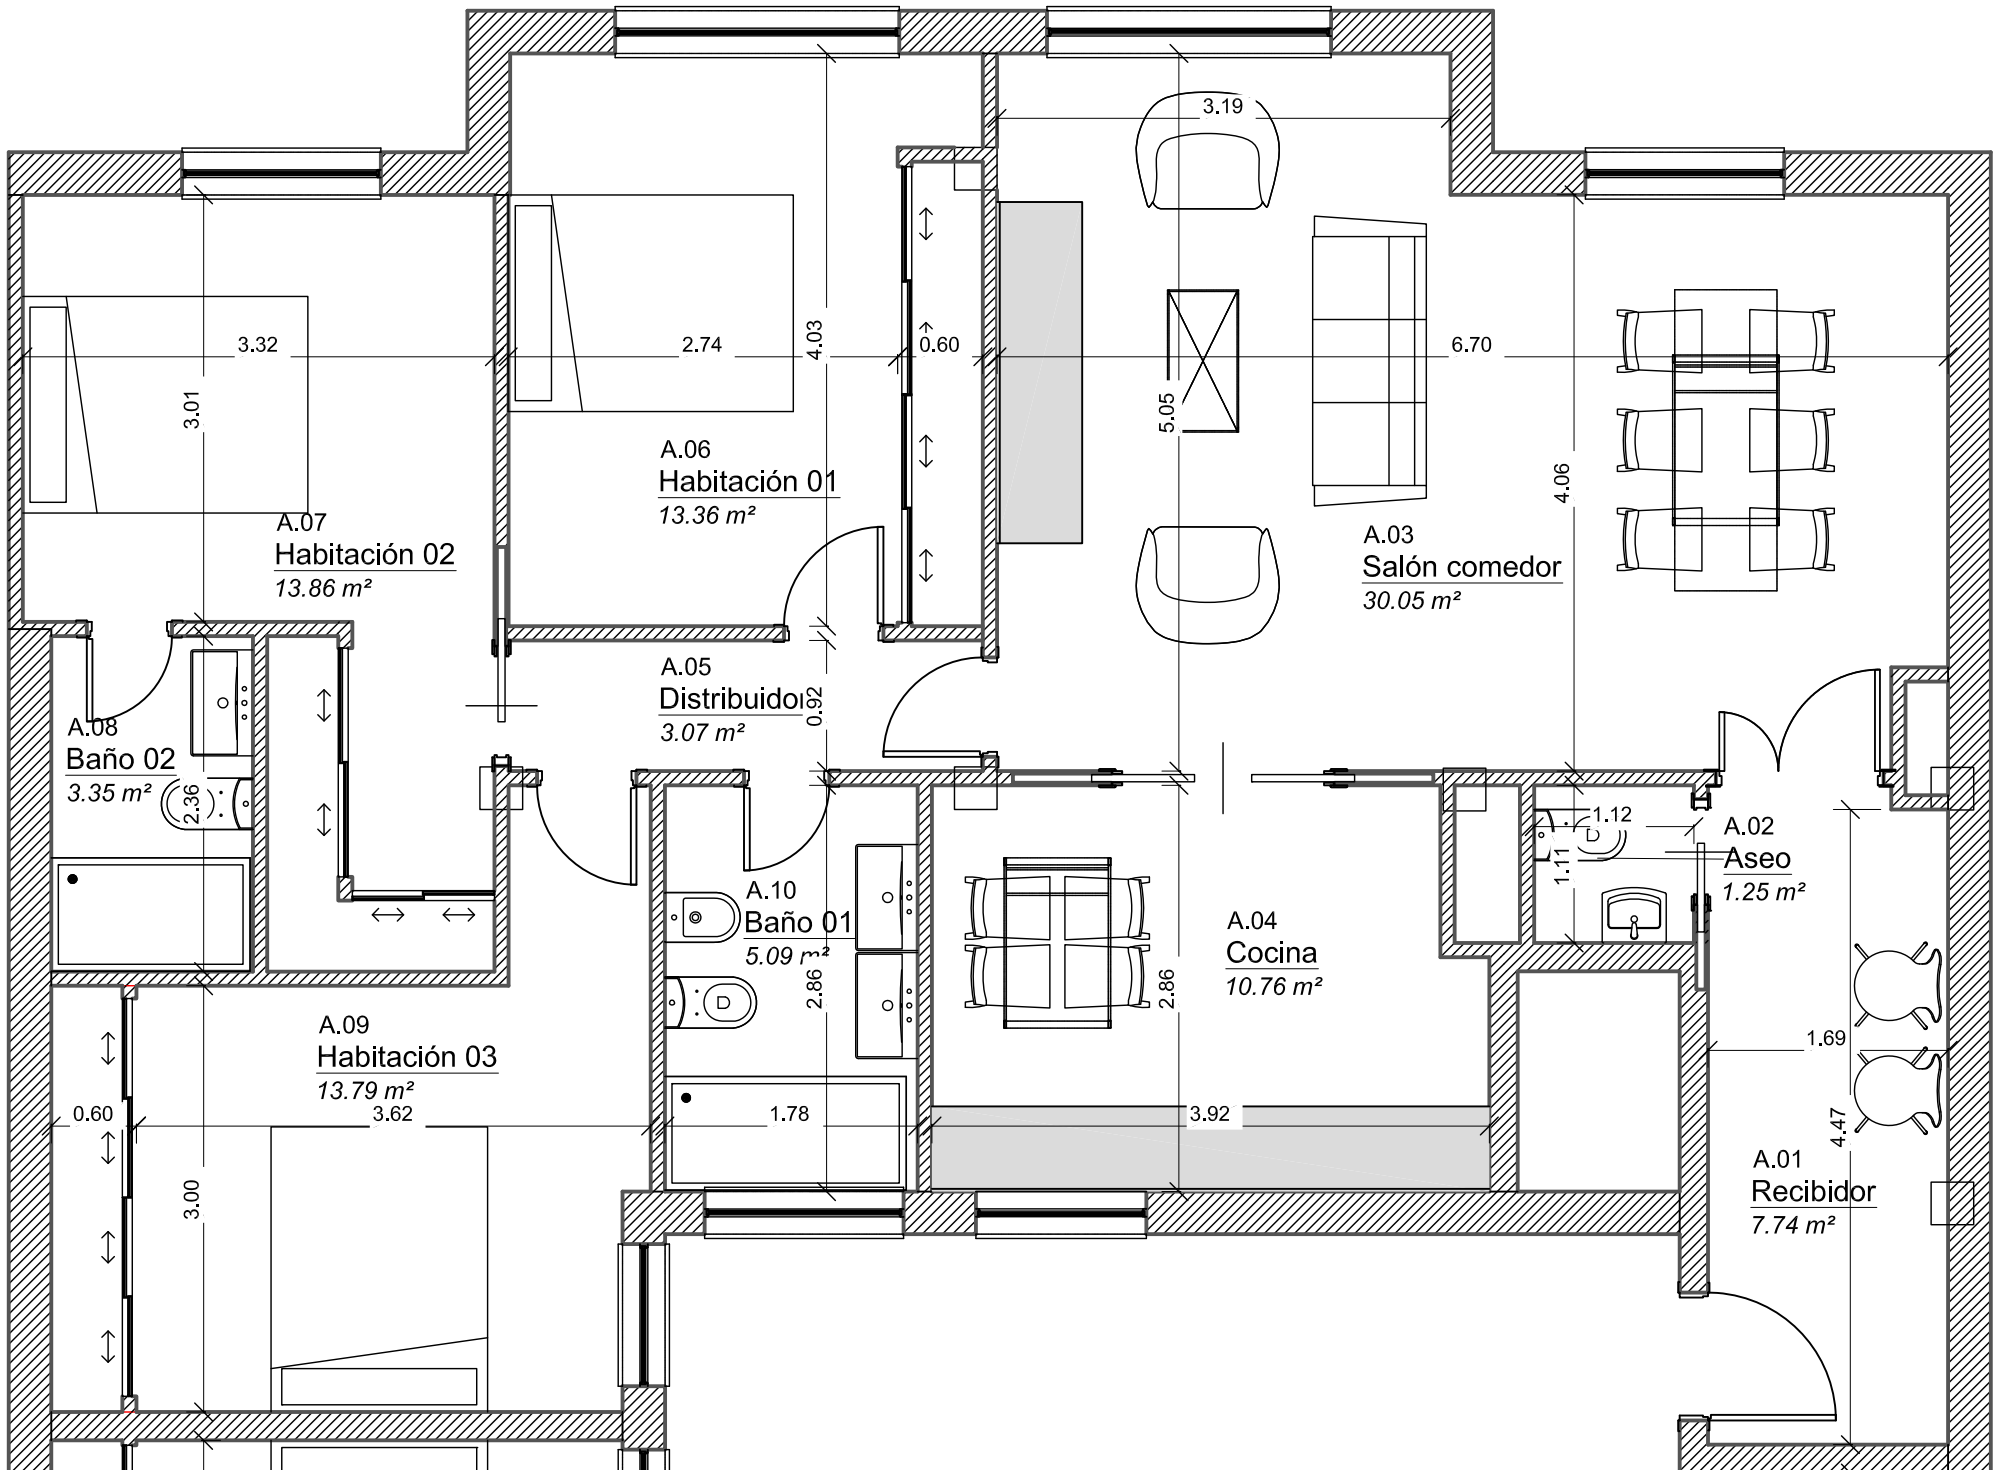 3.19
3.32
2.74
4.03
0.60
6.70
3.01
5.05
4.06
A.06
Habitación 01
13.36 m²
A.07
Habitación 02
13.86 m²
A.03
Salón comedor
30.05 m²
A.05
Distribuidor
3.07 m²
0.92
A.08
Baño 02
3.35 m²
2.36
1.12
1.11
A.02
Aseo
1.25 m²
A.10
Baño 01
5.09 m²
2.86
A.04
Cocina
10.76 m²
2.86
A.09
Habitación 03
13.79 m²
1.69
0.60
3.62
1.78
3.92
4.47
3.00
A.01
Recibidor
7.74 m²